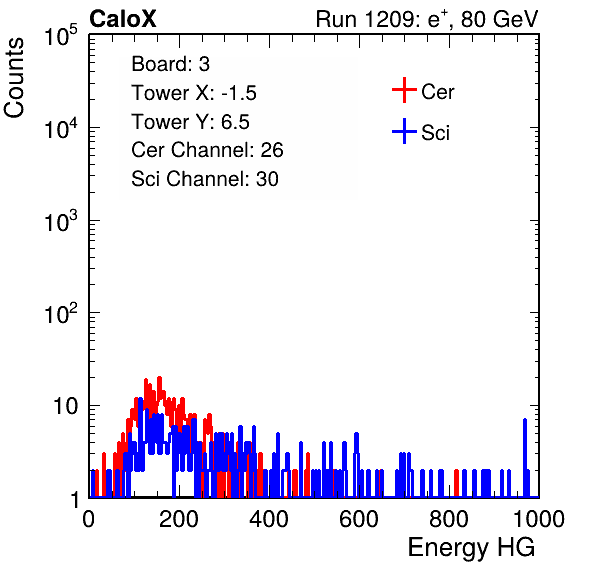 CaloX Run 1209: e⁺, 80 GeV
Counts
10⁵
10⁴
10³
10²
10
1
Board: 3
Tower X: -1.5
Tower Y: 6.5
Cer Channel: 26
Sci Channel: 30
Cer
Sci
0 200 400 600 800 1000
Energy HG